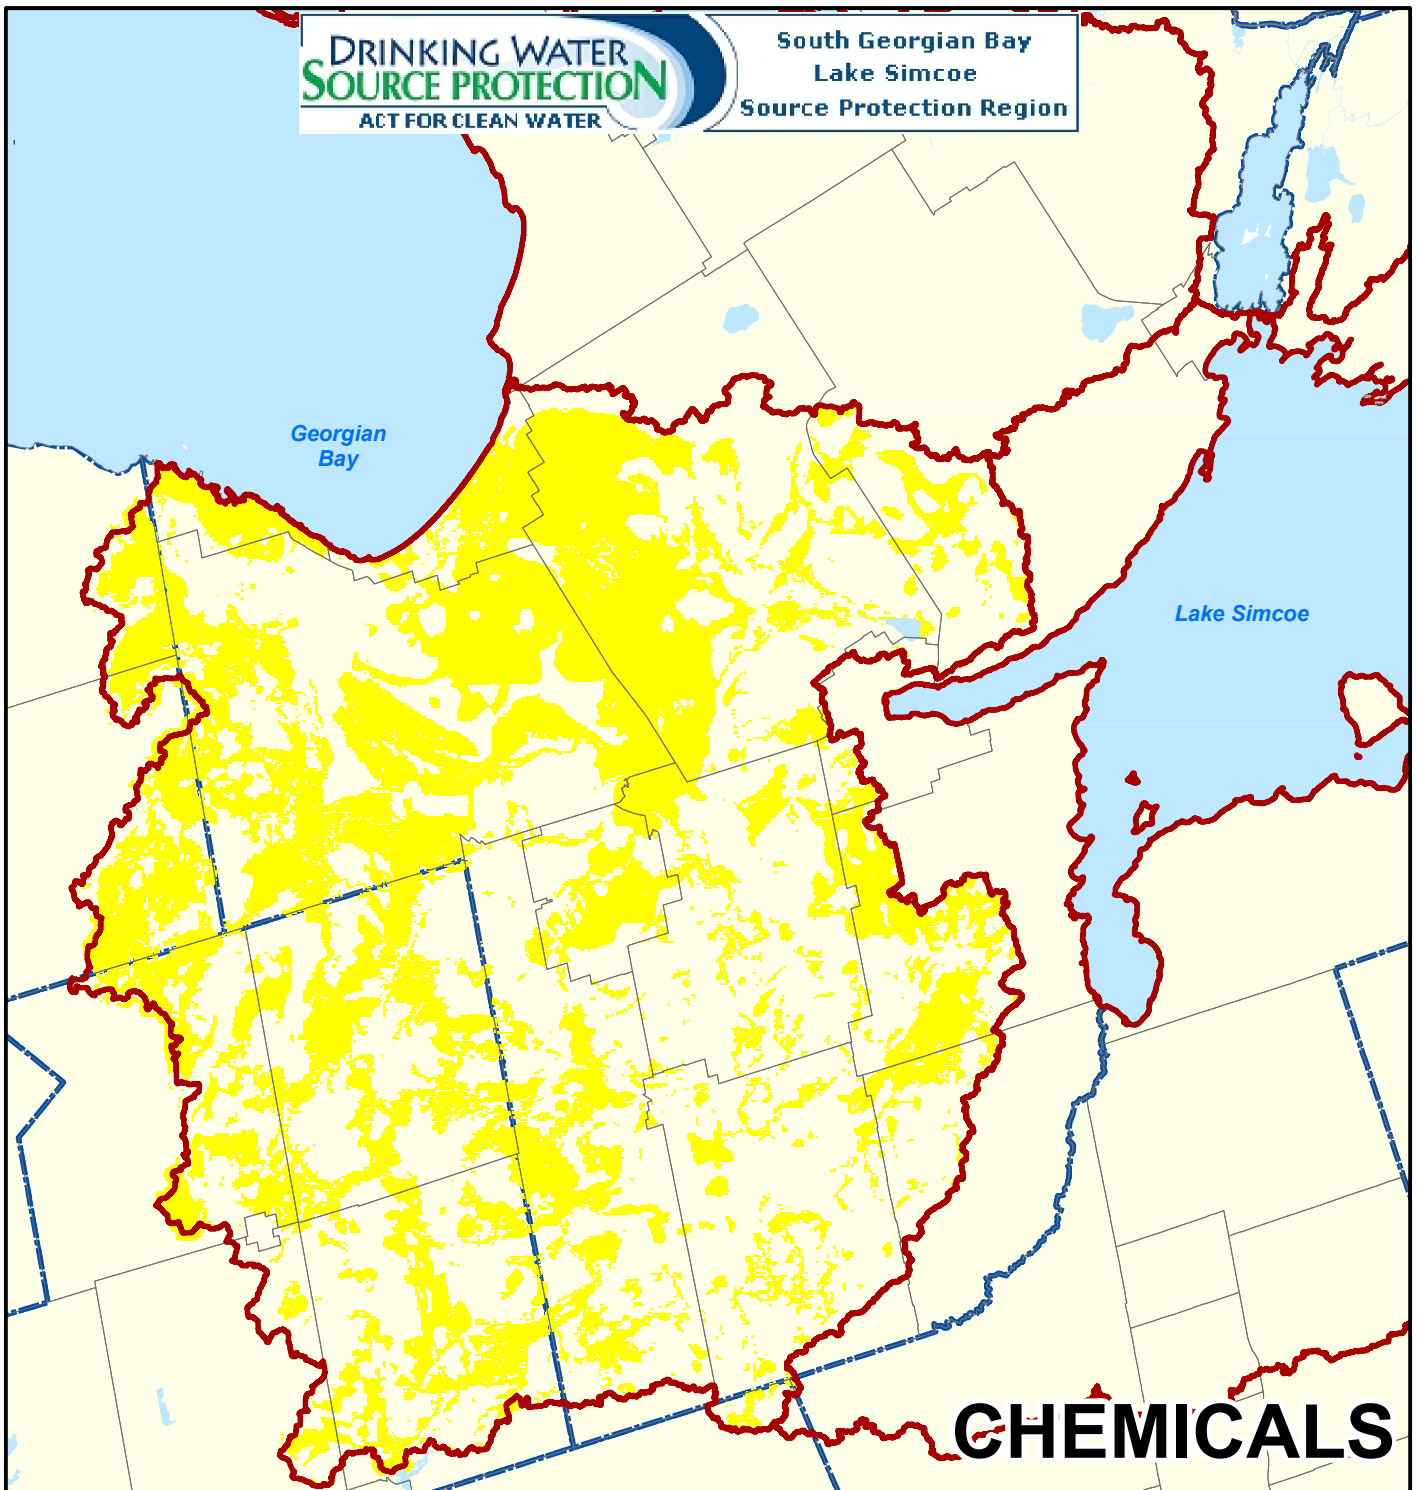 DRINKING WATER
SOURCE PROTECTION
ACT FOR CLEAN WATER
South Georgian Bay
Lake Simcoe
Source Protection Region
Georgian
Bay
Lake Simcoe
CHEMICALS